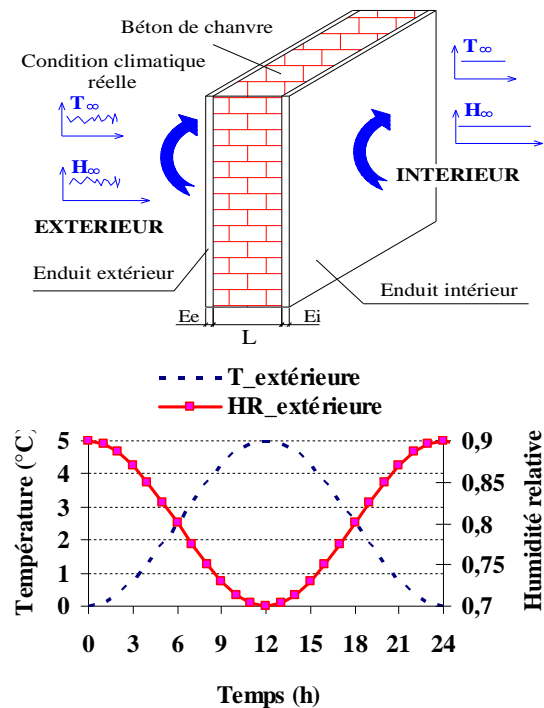 Béton de chanvre
Condition climatique
réelle
T∞
H∞
EXTERIEUR
T∞
H∞
INTERIEUR
Enduit extérieur
Enduit intérieur
Ee
L
Ei
T_extérieure
HR_extérieure
Température (°C)
5
4
3
2
1
0
0,9
0,85
0,8
0,75
0,7
Humidité relative
0 3 6 9 12 15 18 21 24
Temps (h)